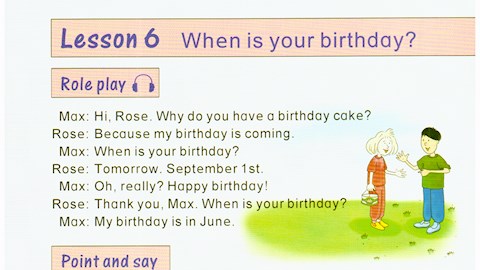 Lesson 6 When is your birthday?
Role play
Max: Hi, Rose. Why do you have a birthday cake?
Rose: Because my birthday is coming.
Max: When is your birthday?
Rose: Tomorrow. September 1st.
Max: Oh, really? Happy birthday!
Rose: Thank you, Max. When is your birthday?
Max: My birthday is in June.
Point and say